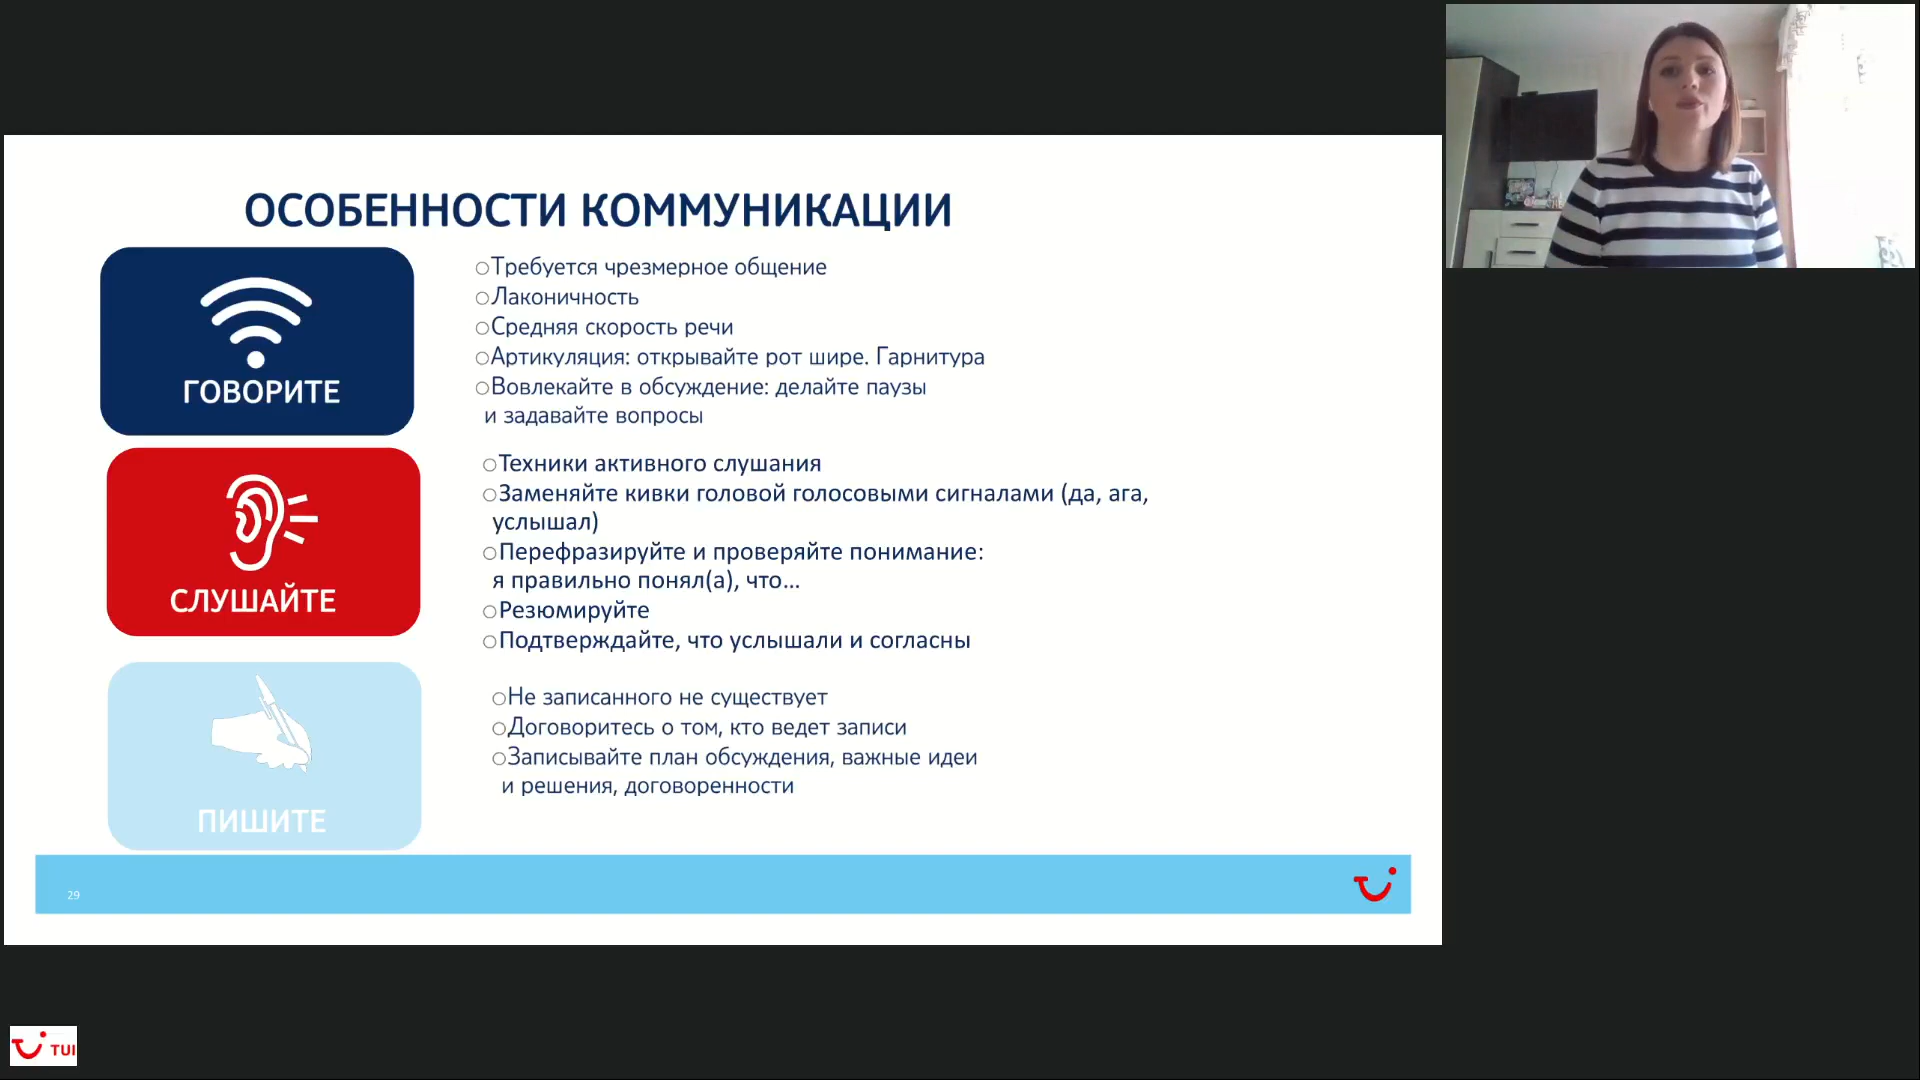 ОСОБЕННОСТИ КОММУНИКАЦИИ
ГОВОРИТЕ
○Требуется чрезмерное общение
○Лаконичность
○Средняя скорость речи
○Артикуляция: открывайте рот шире. Гарнитура
○Вовлекайте в обсуждение: делайте паузы
и задавайте вопросы
СЛУШАЙТЕ
○Техники активного слушания
○Заменяйте кивки головой голосовыми сигналами (да, ага,
услышал)
○Перефразируйте и проверяйте понимание:
я правильно понял(а), что...
○Резюмируйте
○Подтверждайте, что услышали и согласны
ПИШИТЕ
○Не записанного не существует
○Договоритесь о том, кто ведет записи
○Записывайте план обсуждения, важные идеи
и решения, договоренности
29
TUI